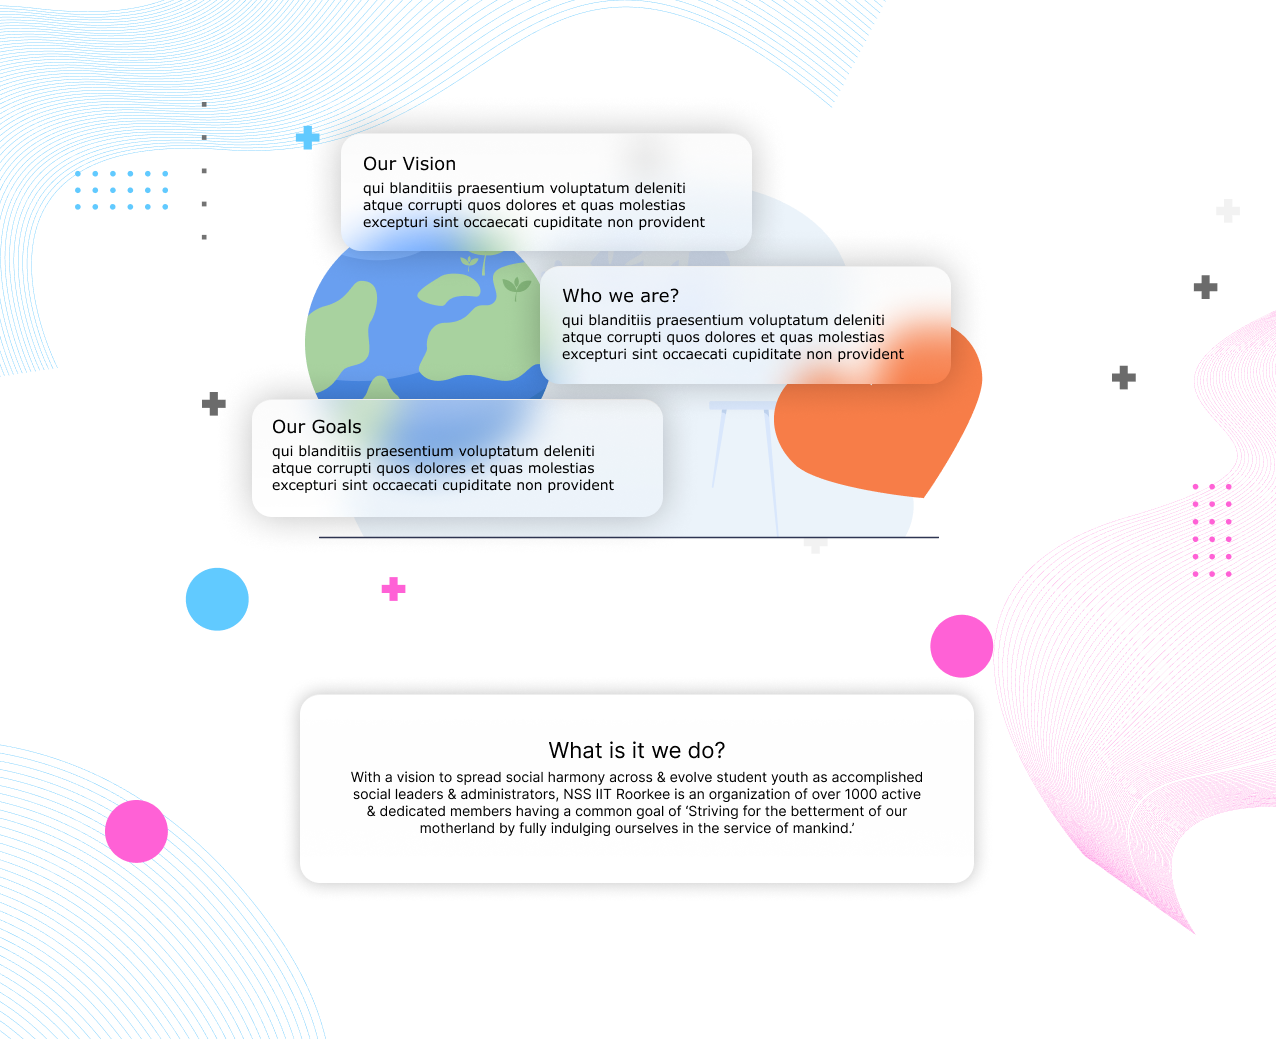 Our Vision
qui blanditiis praesentium voluptatum deleniti
atque corrupti quos dolores et quas molestias
excepturi sint occaecati cupiditate non provident
Who we are?
qui blanditiis praesentium voluptatum deleniti
atque corrupti quos dolores et quas molestias
excepturi sint occaecati cupiditate non provident
Our Goals
qui blanditiis praesentium voluptatum deleniti
atque corrupti quos dolores et quas molestias
excepturi sint occaecati cupiditate non provident
What is it we do?
With a vision to spread social harmony across & evolve student youth as accomplished
social leaders & administrators, NSS IIT Roorkee is an organization of over 1000 active
& dedicated members having a common goal of ‘Striving for the betterment of our
motherland by fully indulging ourselves in the service of mankind.’